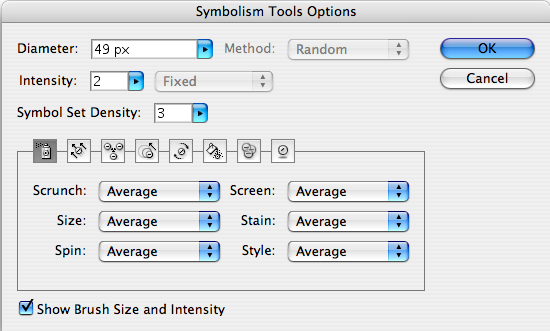 Symbolism Tools Options
Diameter: 49 px Method: Random OK
Intensity: 2 Fixed Cancel
Symbol Set Density: 3
Scrunch: Average Screen: Average
Size: Average Stain: Average
Spin: Average Style: Average
Show Brush Size and Intensity